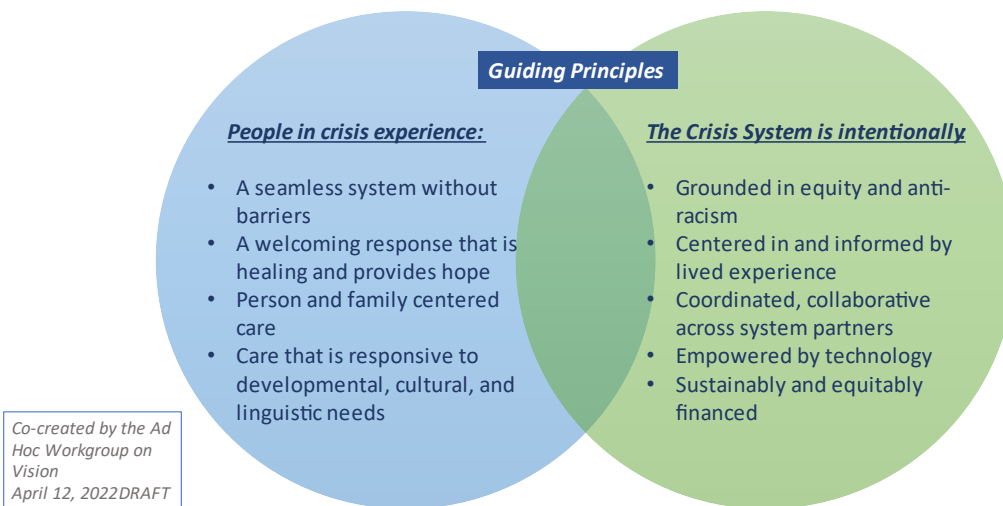 Guiding Principles
People in crisis experience:
• A seamless system without
barriers
• A welcoming response that is
healing and provides hope
• Person and family centered
care
• Care that is responsive to
developmental, cultural, and
linguistic needs
The Crisis System is intentionally:
• Grounded in equity and anti-
racism
• Centered in and informed by
lived experience
• Coordinated, collaborative
across system partners
• Empowered by technology
• Sustainably and equitably
financed
Co-created by the Ad
Hoc Workgroup on
Vision
April 12, 2022DRAFT